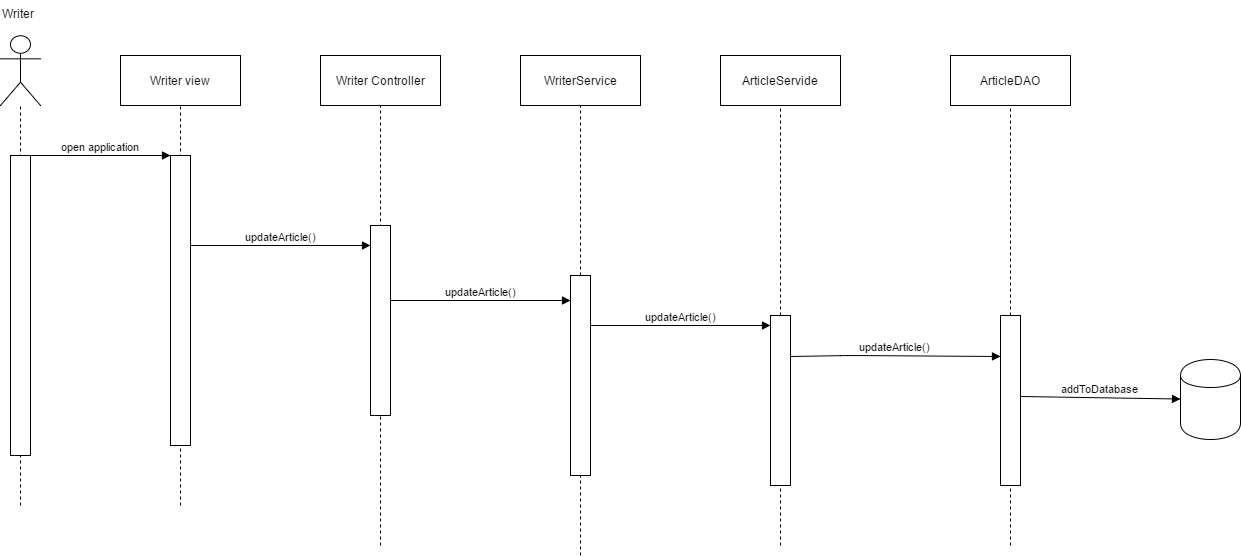 Writer
Writer view
Writer Controller
WriterService
ArticleServide
ArticleDAO
open application
updateArticle()
updateArticle()
updateArticle()
updateArticle()
addToDatabase